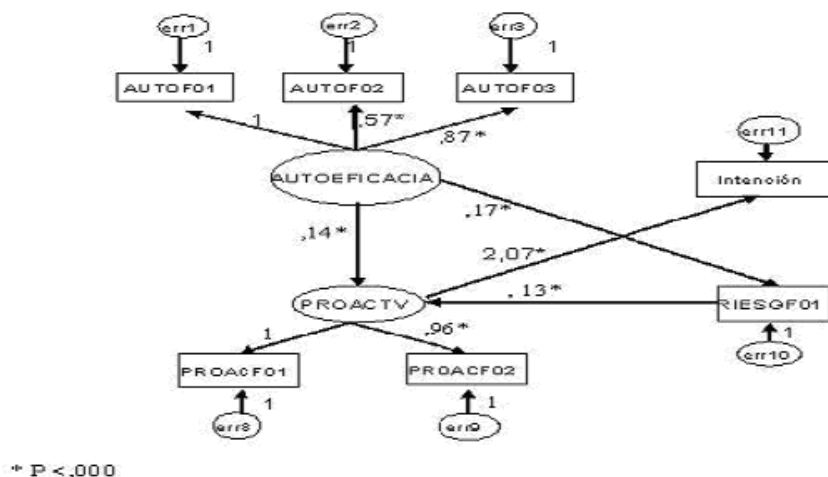 err1 err2 err3
1 1 1
AUTOF01 AUTOF02 AUTOF03
1 ,57* ,87*
err11
AUTOEFICACIA
Intención
,17*
,14*
2,07*
,13*
PROACTV
RIESGF01
1 ,96*
1
err10
PROACF01 PROACF02
1 1
err8 err9
* P <,000